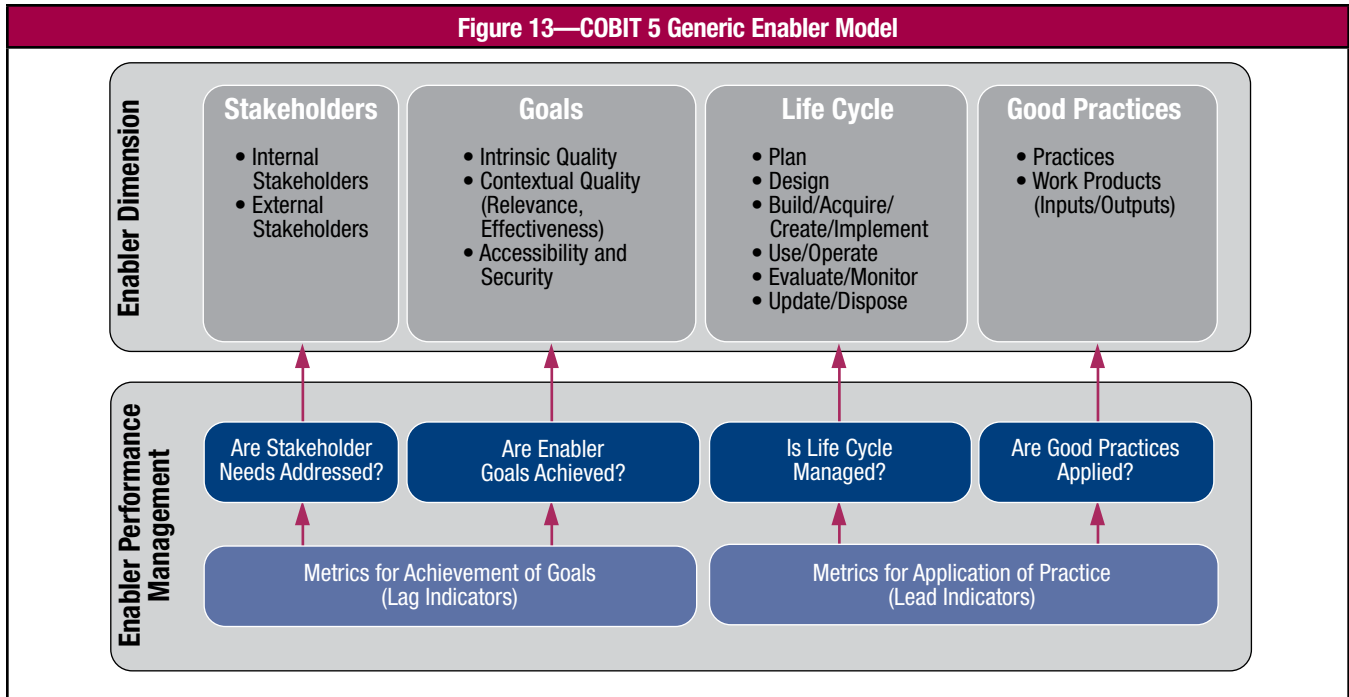 Figure 13—COBIT 5 Generic Enabler Model
Enabler Dimension
Stakeholders
• Internal
Stakeholders
• External
Stakeholders
Goals
• Intrinsic Quality
• Contextual Quality
(Relevance,
Effectiveness)
• Accessibility and
Security
Life Cycle
• Plan
• Design
• Build/Acquire/
Create/Implement
• Use/Operate
• Evaluate/Monitor
• Update/Dispose
Good Practices
• Practices
• Work Products
(Inputs/Outputs)
Enabler Performance
Management
Are Stakeholder
Needs Addressed?
Are Enabler
Goals Achieved?
Is Life Cycle
Managed?
Are Good Practices
Applied?
Metrics for Achievement of Goals
(Lag Indicators)
Metrics for Application of Practice
(Lead Indicators)